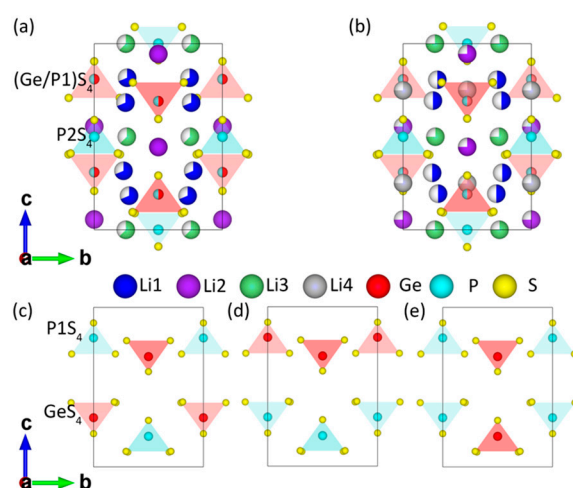 (a)
(b)
(Ge/P1)S4
P2S4
c
a b
c
a b
Li1 Li2 Li3 Li4 Ge P S
(c) (d) (e)
P1S4
GeS4
c
a b